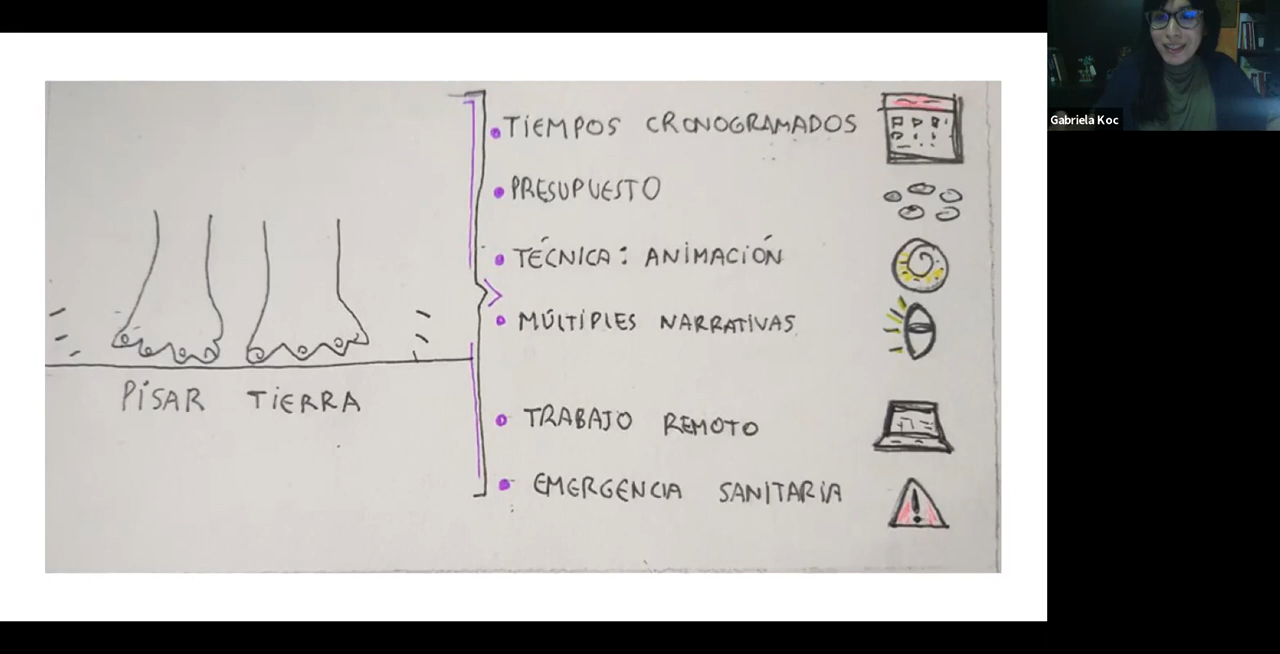 TIEMPOS CRONOGRAMADOS
PRESUPUESTO
TÉCNICA: ANIMACIÓN
MÚLTIPLES NARRATIVAS
PISAR TIERRA
TRABAJO REMOTO
EMERGENCIA SANITARIA
Gabriela Koc